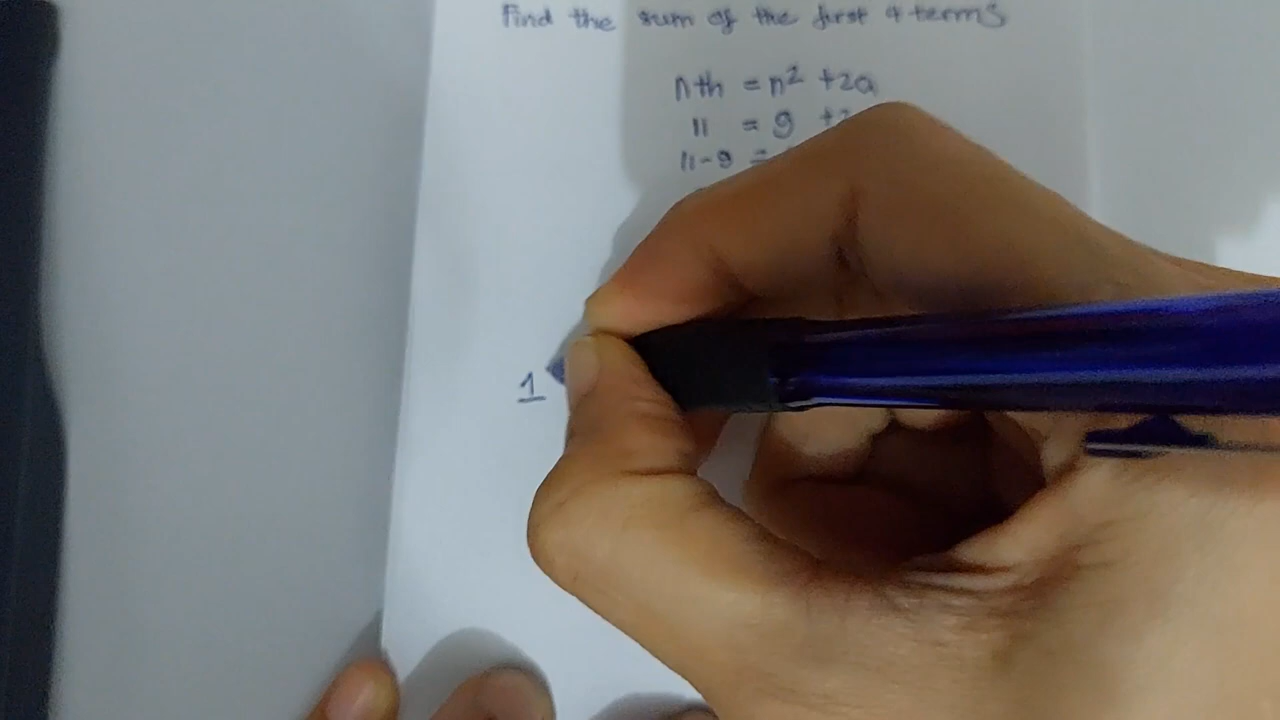 Find the sum of the first 4 terms
nth = n² + 2a
11 = 9 +
11-9 =
1